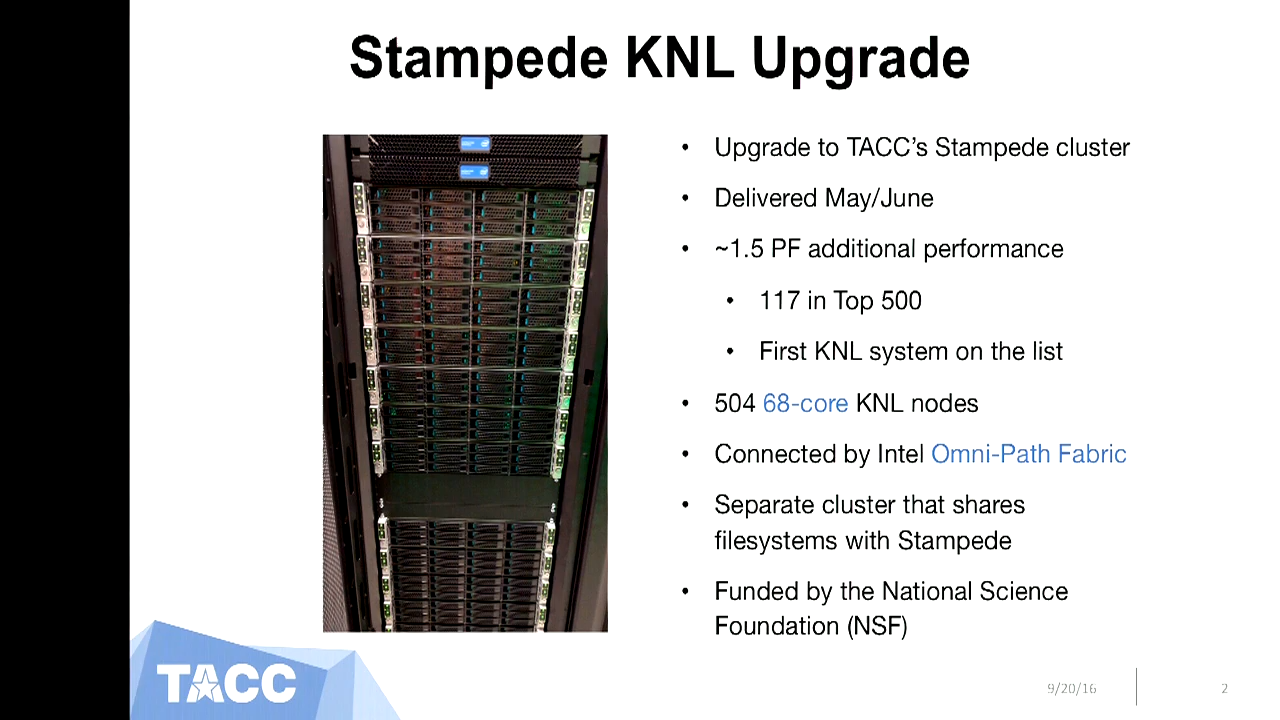 Stampede KNL Upgrade
• Upgrade to TACC’s Stampede cluster
• Delivered May/June
• ~1.5 PF additional performance
• 117 in Top 500
• First KNL system on the list
• 504 68-core KNL nodes
• Connected by Intel Omni-Path Fabric
• Separate cluster that shares
filesystems with Stampede
• Funded by the National Science
Foundation (NSF)
TACC
9/20/16
2